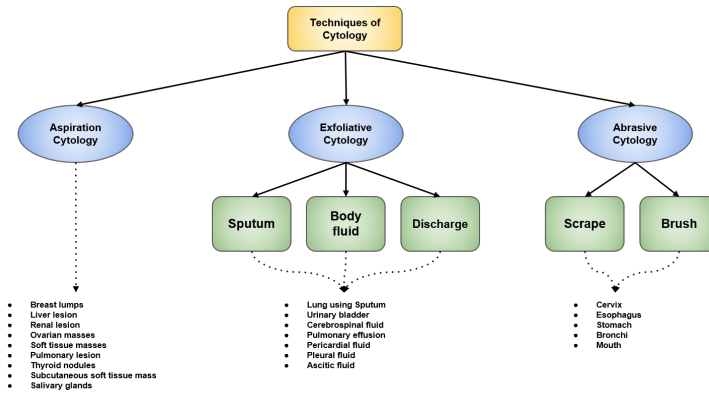 Techniques of
Cytology
Aspiration
Cytology
Exfoliative
Cytology
Abrasive
Cytology
Sputum
Body
fluid
Discharge
Scrape
Brush
● Breast lumps
● Liver lesion
● Renal lesion
● Ovarian masses
● Soft tissue masses
● Pulmonary lesion
● Thyroid nodules
● Subcutaneous soft tissue mass
● Salivary glands
● Lung using Sputum
● Urinary bladder
● Cerebrospinal fluid
● Pulmonary effusion
● Pericardial fluid
● Pleural fluid
● Ascitic fluid
● Cervix
● Esophagus
● Stomach
● Bronchi
● Mouth